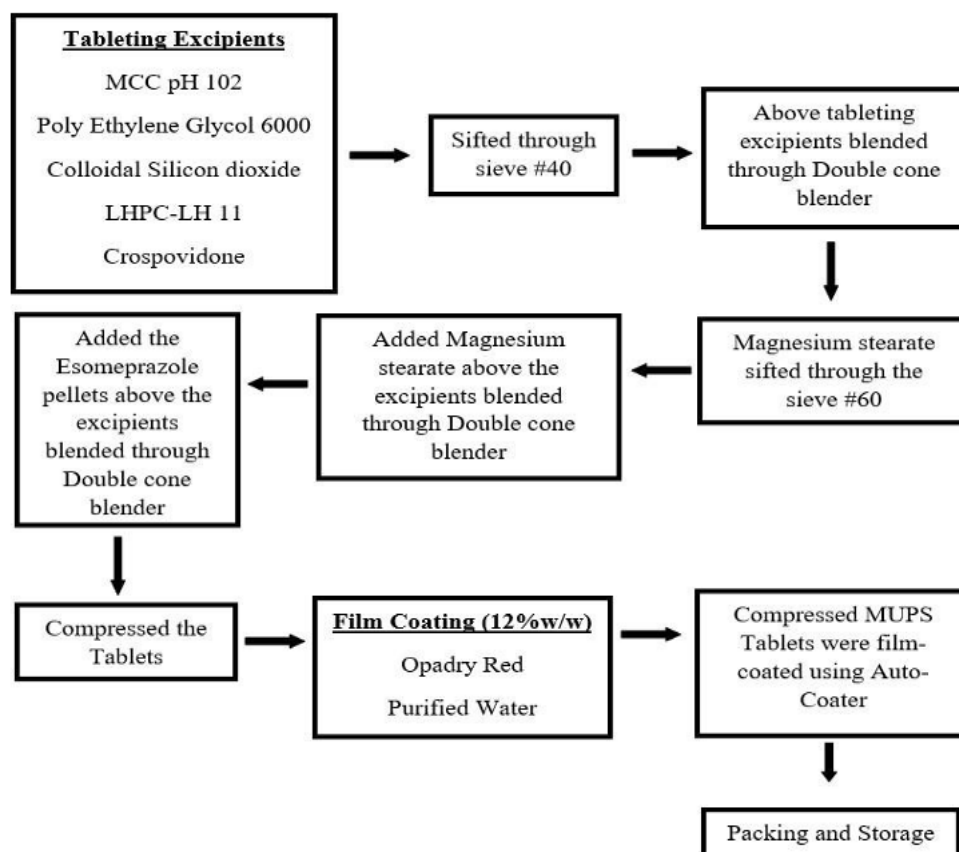 Tableting Excipients
MCC pH 102
Poly Ethylene Glycol 6000
Colloidal Silicon dioxide
LHPC-LH 11
Crospovidone
Sifted through
sieve #40
Above tableting
excipients blended
through Double cone
blender
Magnesium stearate
sifted through the
sieve #60
Added Magnesium
stearate above the
excipients blended
through Double cone
blender
Added the
Esomeprazole
pellets above the
excipients
blended through
Double cone
blender
Compressed the
Tablets
Film Coating (12%w/w)
Opadry Red
Purified Water
Compressed MUPS
Tablets were film-
coated using Auto-
Coater
Packing and Storage